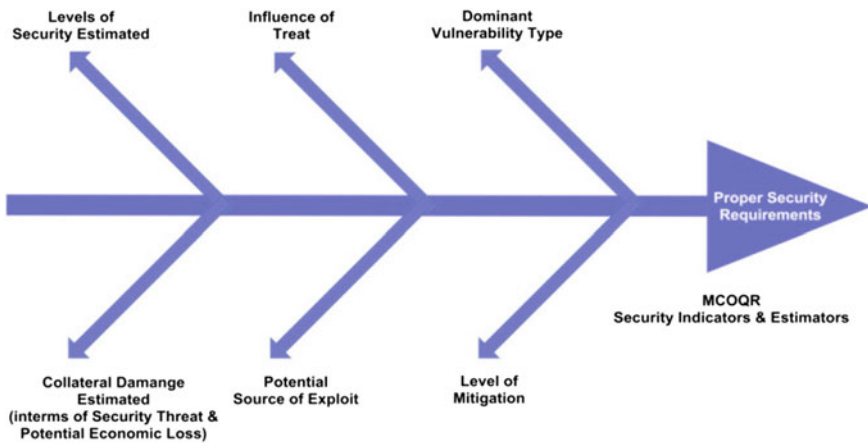 Levels of
Security Estimated
Influence of
Treat
Dominant
Vulnerability Type
Proper Security
Requirements
MCOQR
Security Indicators & Estimators
Collateral Damange
Estimated
(interms of Security Threat &
Potential Economic Loss)
Potential
Source of Exploit
Level of
Mitigation